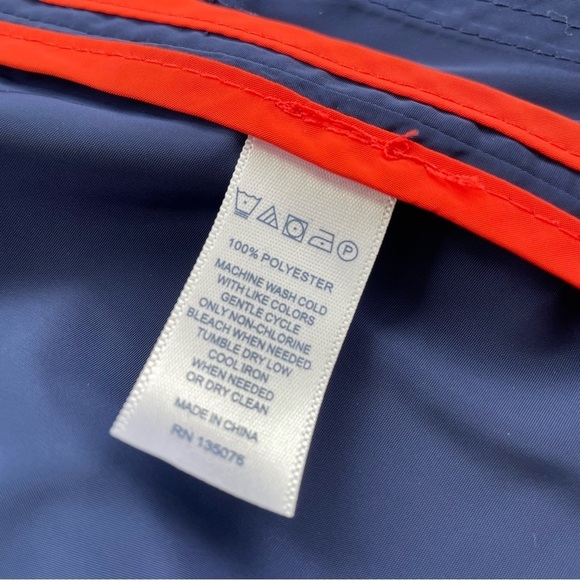 P
100% POLYESTER
MACHINE WASH COLD
WITH LIKE COLORS
GENTLE CYCLE
ONLY NON-CHLORINE
BLEACH WHEN NEEDED
TUMBLE DRY LOW
COOL IRON
WHEN NEEDED
OR DRY CLEAN
MADE IN CHINA
RN 135076